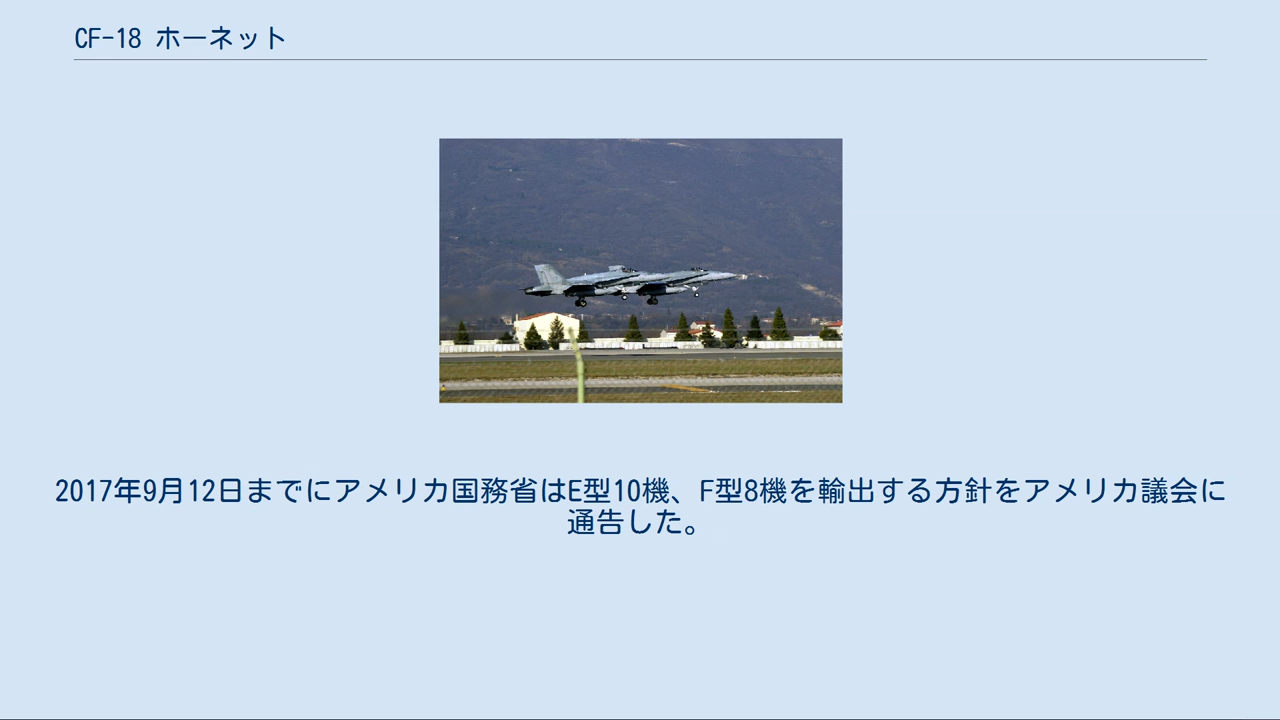 CF-18 ホーネット
2017年9月12日までにアメリカ国務省はE型10機、F型8機を輸出する方針をアメリカ議会に
通告した。